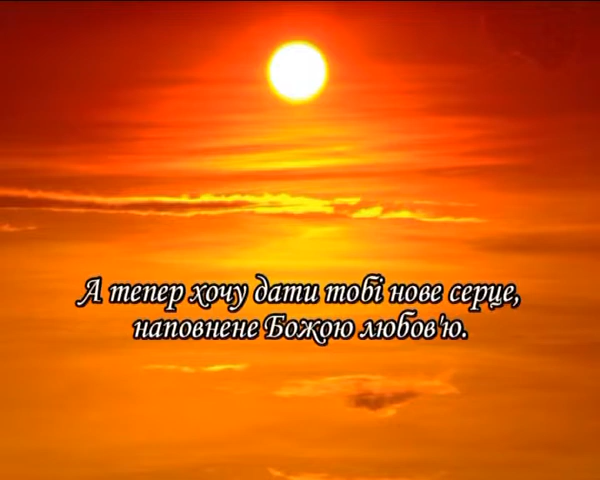 А тепер хочу дати тобі нове серце,
наповнене Божою любов'ю.